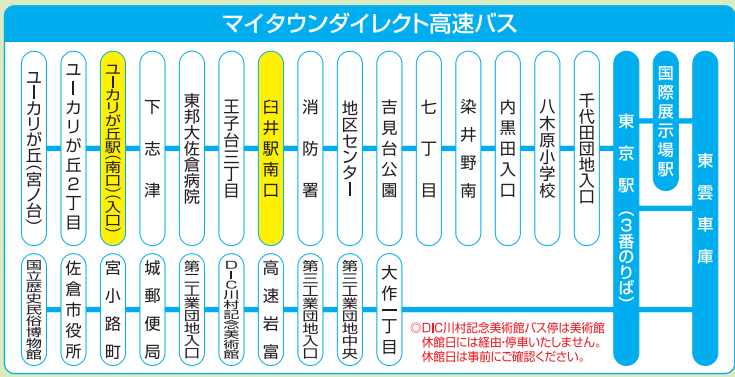 マイタウンダイレクト高速バス
ユーカリが丘(宮ノ台)
ユーカリが丘2丁目
ユーカリが丘駅(南口)(入口)
下志津
東邦大佐倉病院
王子台三丁目
臼井駅南口
消防署
地区センター
吉見台公園
七丁目
染井野南
内黒田入口
八木原小学校
千代田団地入口
東京駅(3番のりば)
国際展示場駅
東雲車庫
国立歴史民俗博物館
佐倉市役所
宮小路町
城郵便局
第二工業団地入口
DIC川村記念美術館
高速岩富
第三工業団地入口
第三工業団地中央
大作一丁目
◎DIC川村記念美術館バス停は美術館
休館日には経由・停車いたしません。
休館日は事前にご確認ください。